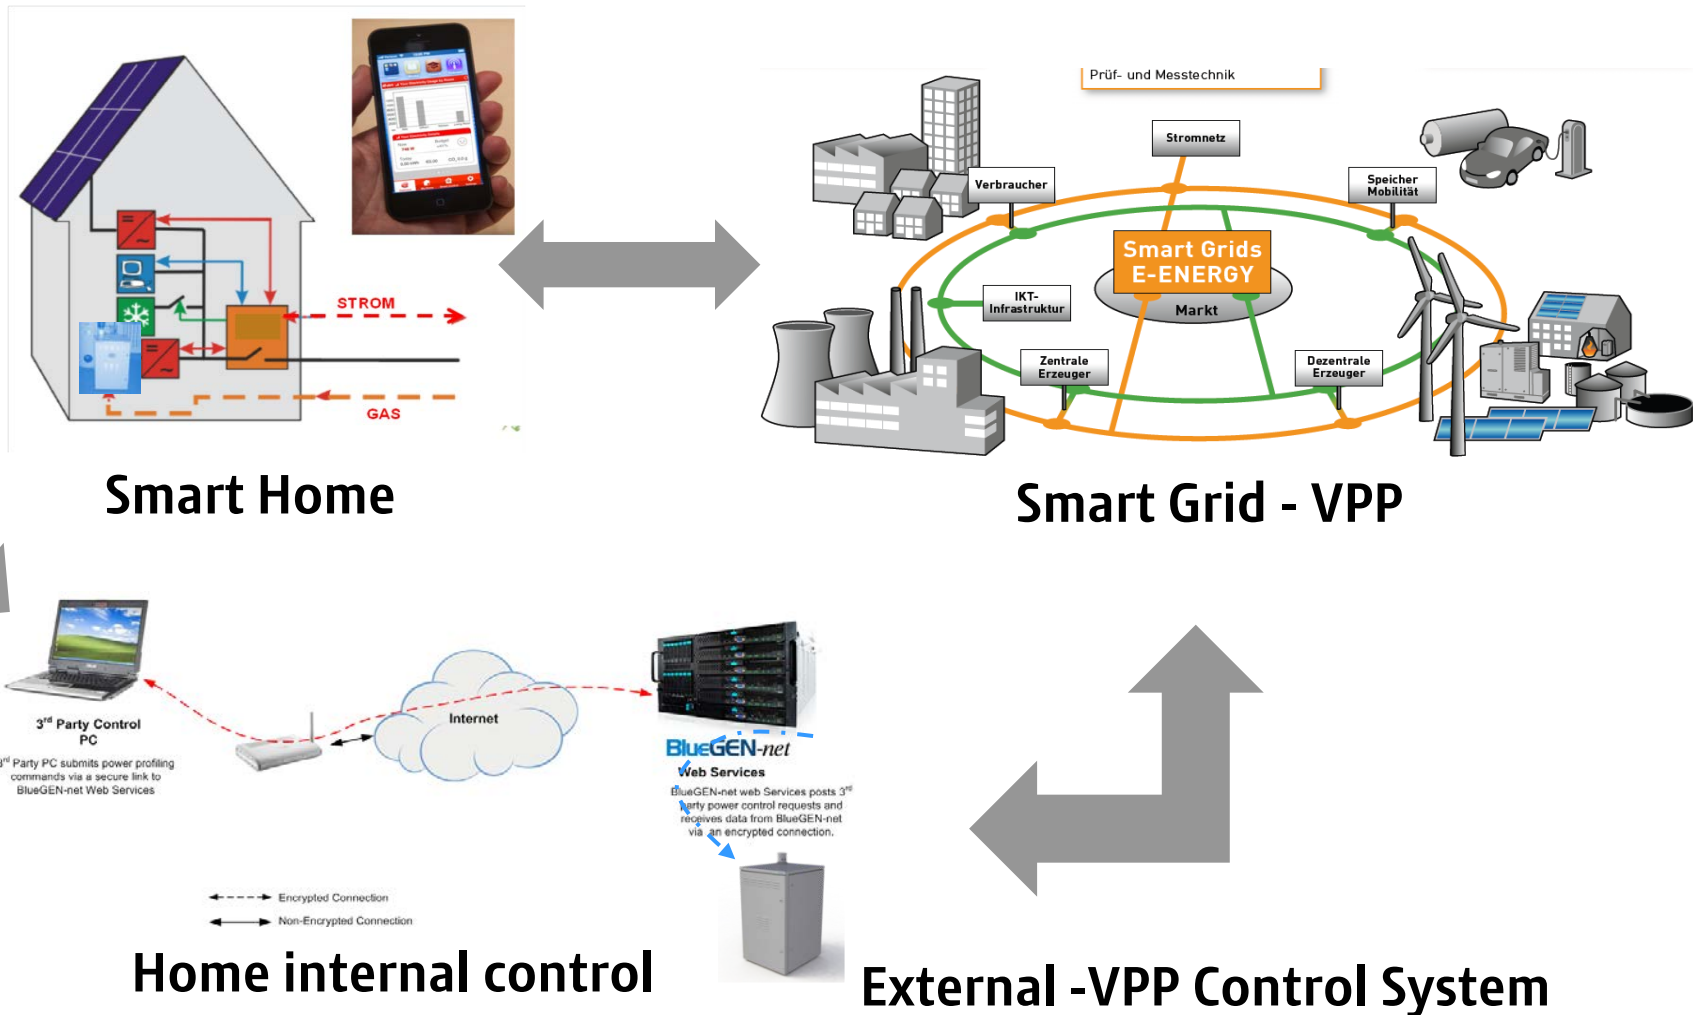 Prüf- und Messtechnik
Stromnetz
Verbraucher
Speicher
Mobilität
Smart Grids
E-ENERGY
Markt
IKT-
Infrastruktur
Zentrale
Erzeuger
Dezentrale
Erzeuger
STROM
GAS
Smart Home
Smart Grid - VPP
3rd Party Control
PC
3rd Party PC submits power profiling
commands via a secure link to
BlueGEN-net Web Services
Internet
BlueGEN-net
Web Services
BlueGEN-net web Services posts 3rd
party power control requests and
receives data from BlueGEN-net
via an encrypted connection.
Encrypted Connection
Non-Encrypted Connection
Home internal control
External -VPP Control System